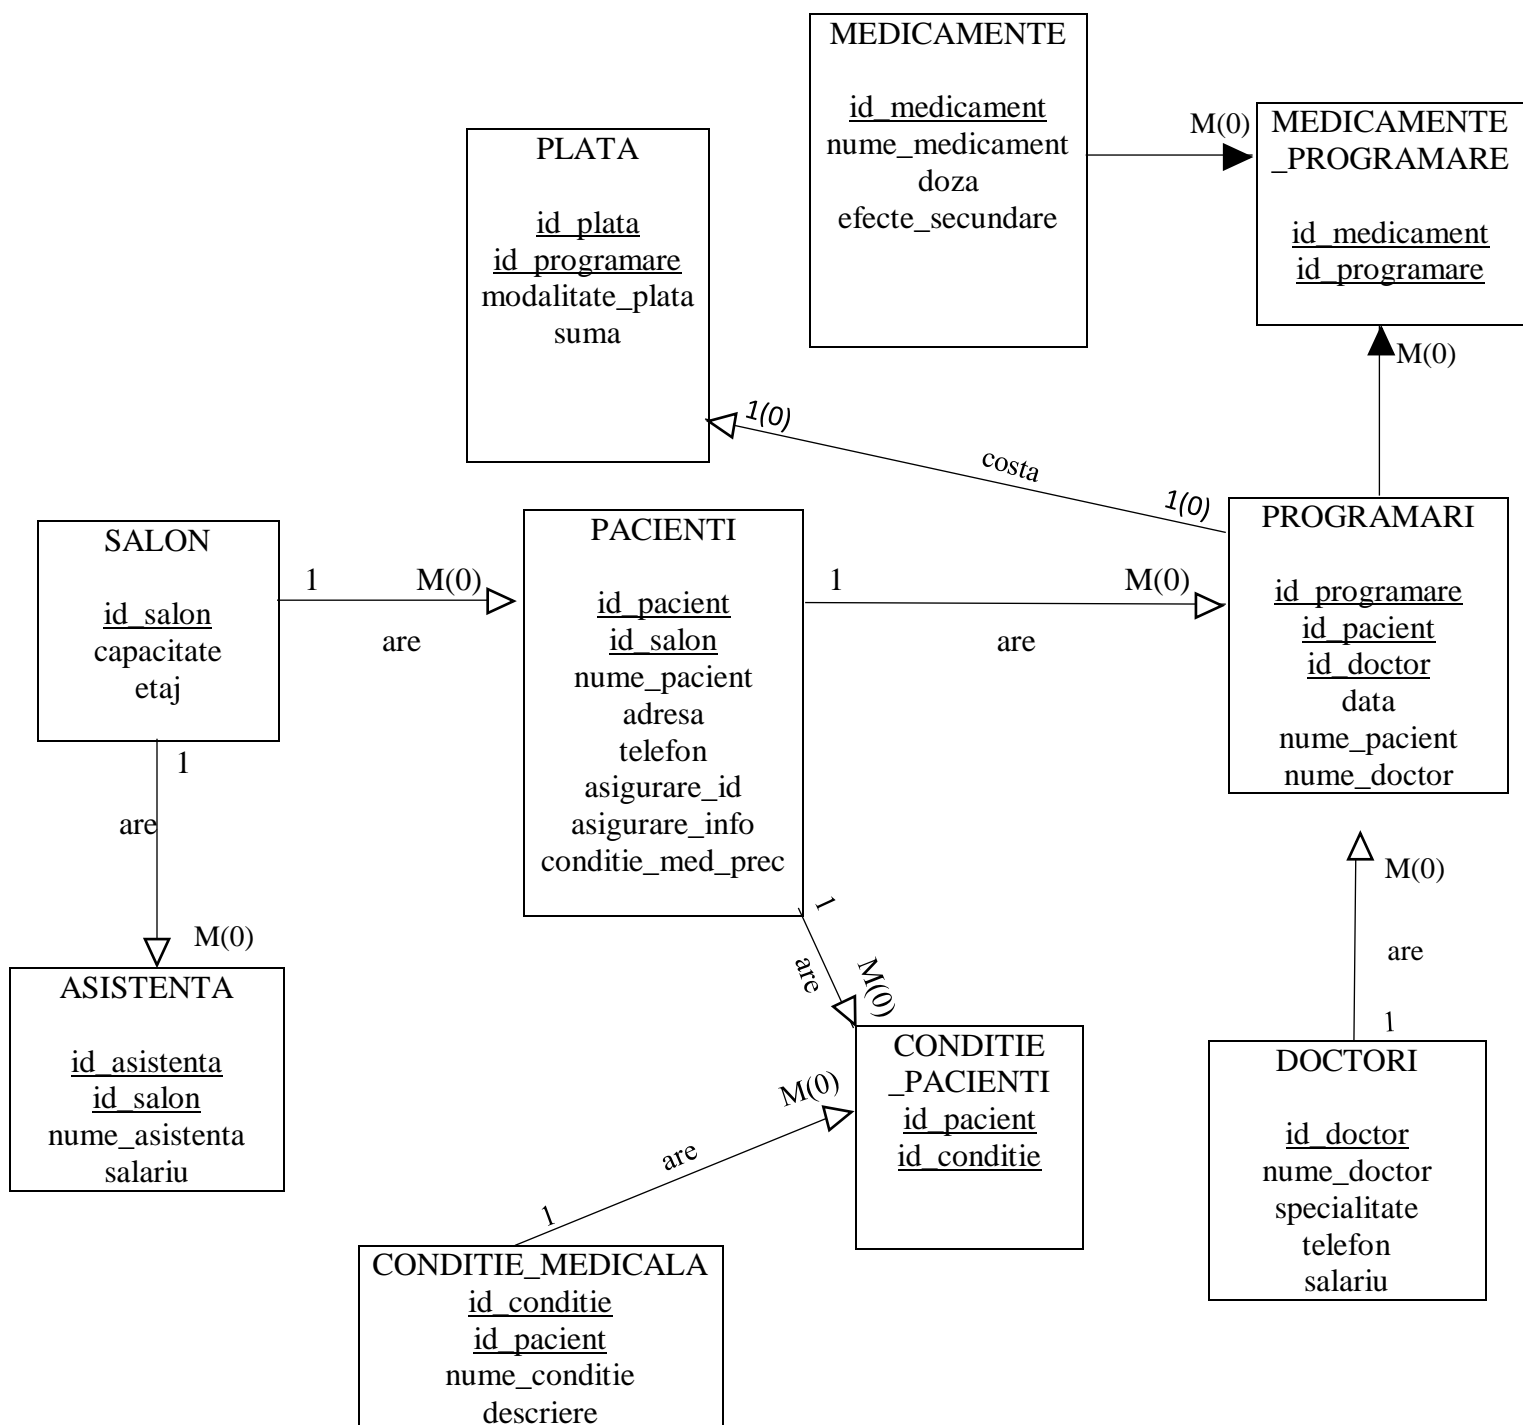 MEDICAMENTE
id_medicament
nume_medicament
doza
efecte_secundare
M(0)
MEDICAMENTE
_PROGRAMARE
id_medicament
id_programare
M(0)
PLATA
id_plata
id_programare
modalitate_plata
suma
1(0)
costa
1(0)
SALON
id_salon
capacitate
etaj
1
M(0)
are
PACIENTI
id_pacient
id_salon
nume_pacient
adresa
telefon
asigurare_id
asigurare_info
conditie_med_prec
1
M(0)
are
PROGRAMARI
id_programare
id_pacient
id_doctor
data
nume_pacient
nume_doctor
1
are
M(0)
ASISTENTA
id_asistenta
id_salon
nume_asistenta
salariu
1
are
M(0)
CONDITIE
_PACIENTI
id_pacient
id_conditie
M(0)
are
1
CONDITIE_MEDICALA
id_conditie
id_pacient
nume_conditie
descriere
M(0)
are
1
DOCTORI
id_doctor
nume_doctor
specialitate
telefon
salariu